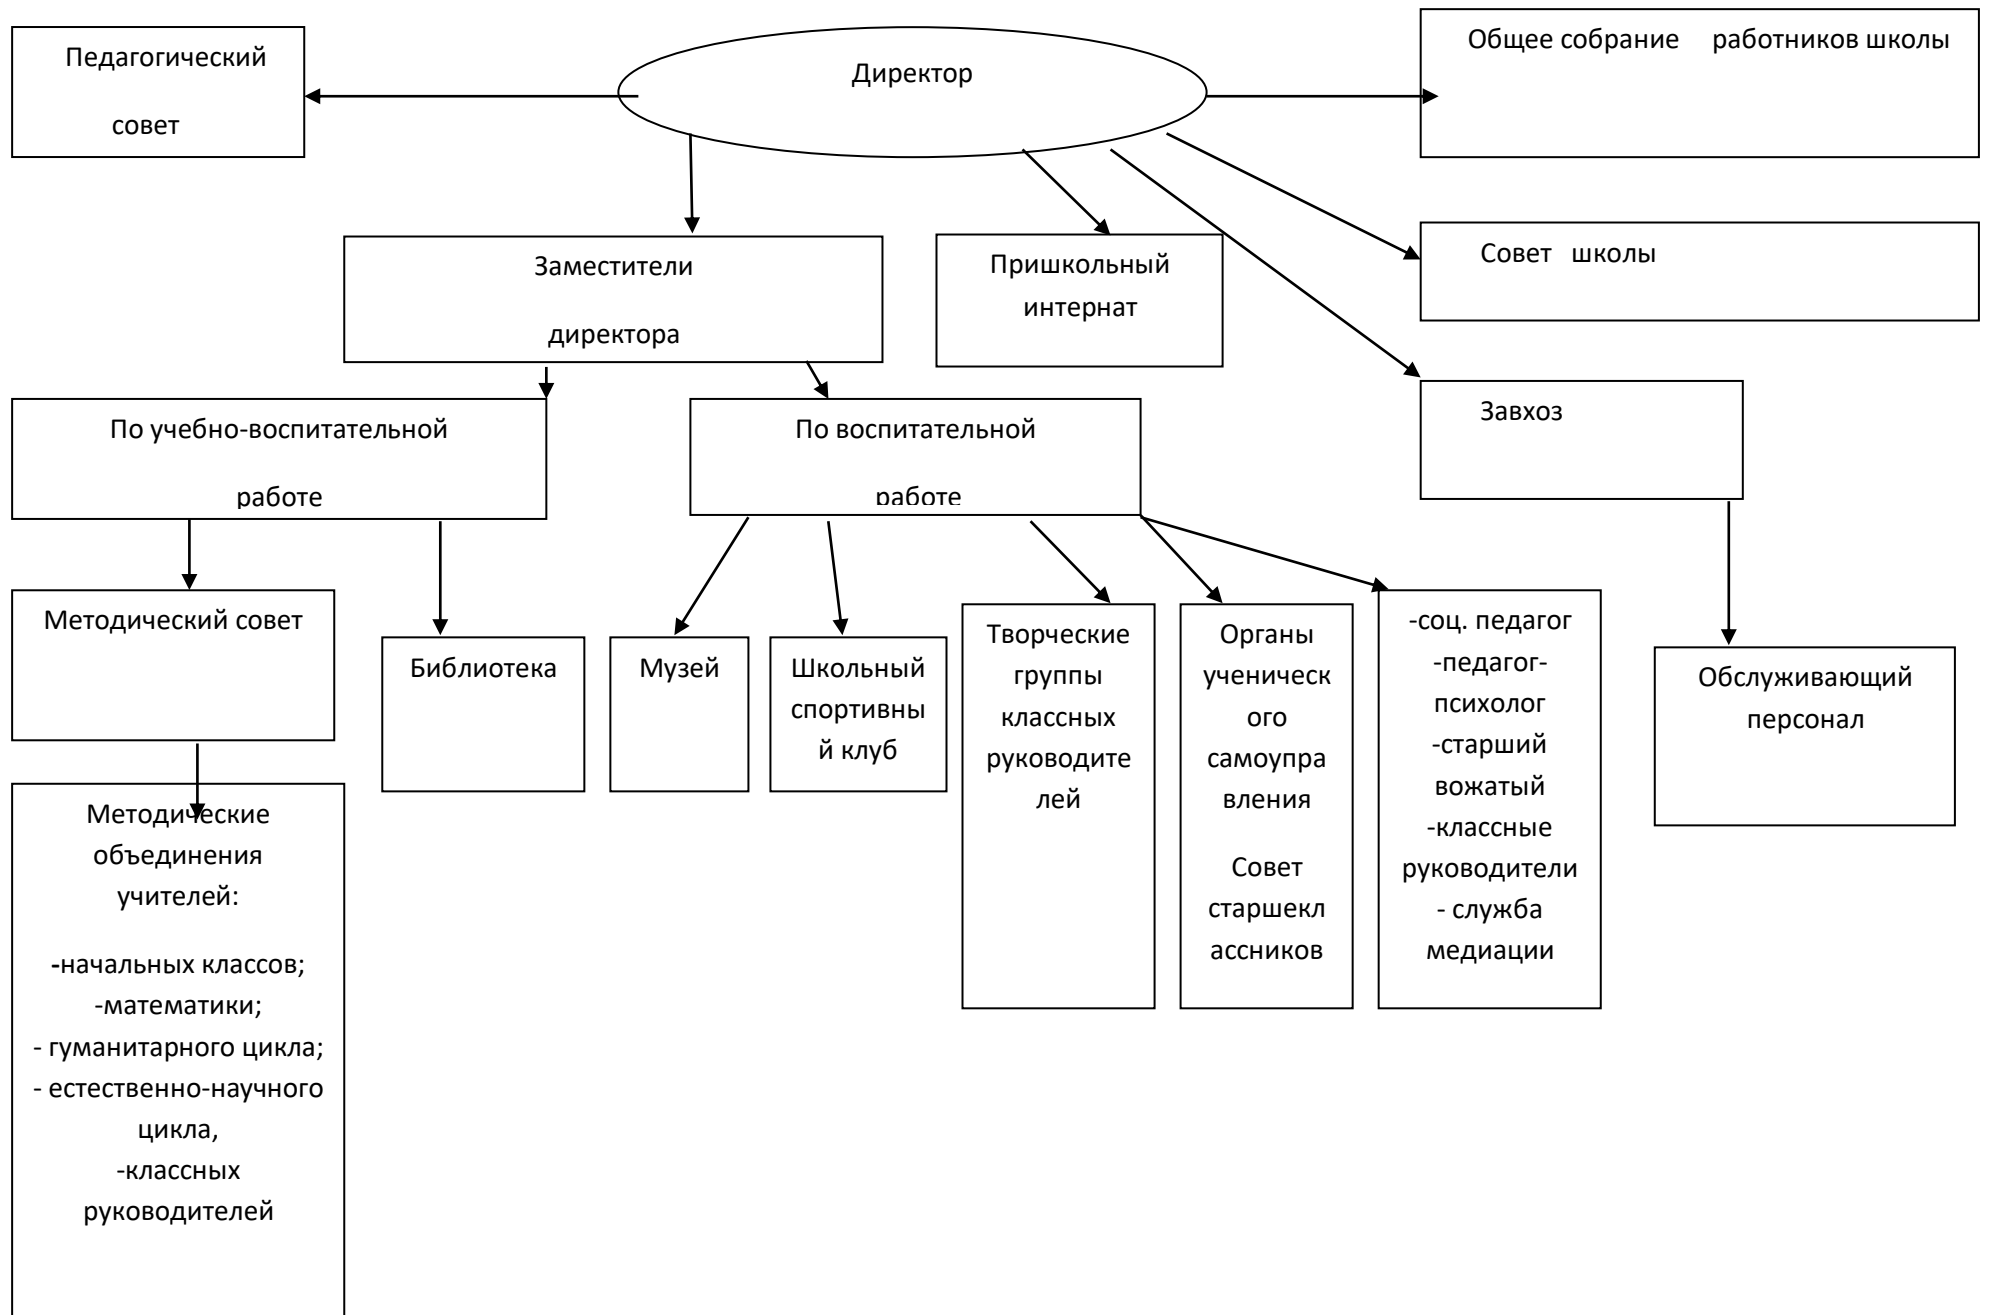 Педагогический
совет
Директор
Общее собрание работников школы
Заместители
директора
Пришкольный
интернат
Совет школы
По учебно-воспитательной
работе
По воспитательной
работе
Завхоз
Методический совет
Библиотека
Музей
Школьный
спортивны
й клуб
Творческие
группы
классных
руководите
лей
Органы
ученическ
ого
самоупра
вления
Совет
старшекл
ассников
-соц. педагог
-педагог-
психолог
-старший
вожатый
-классные
руководители
- служба
медиации
Обслуживающий
персонал
Методические
объединения
учителей:
-начальных классов;
-математики;
- гуманитарного цикла;
- естественно-научного
цикла,
-классных
руководителей